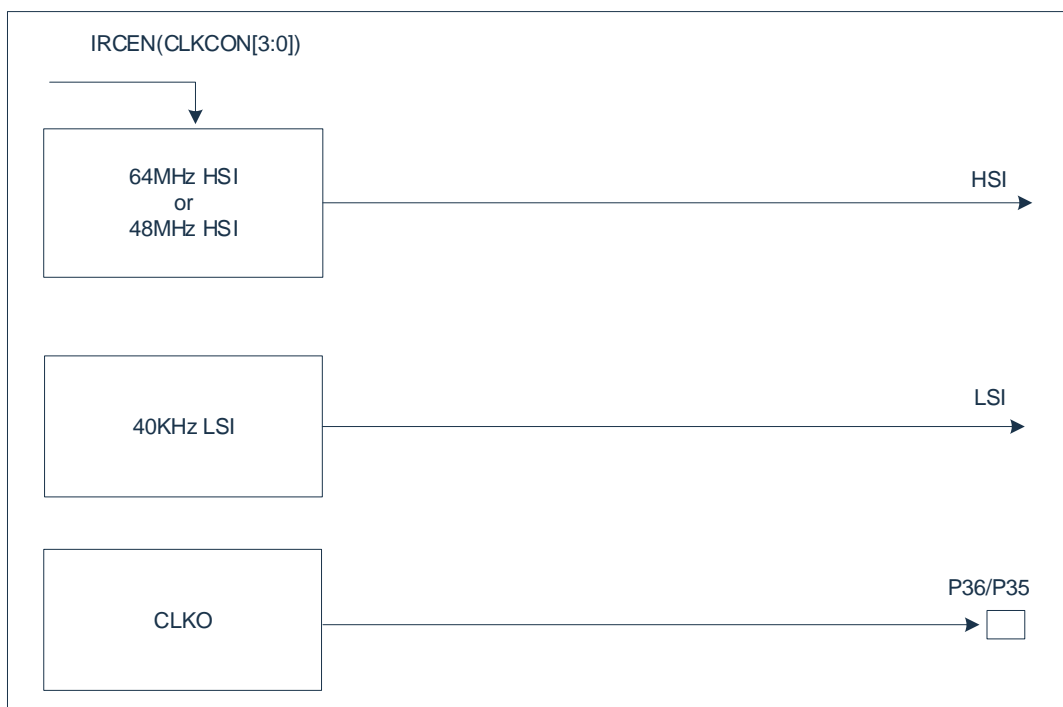 IRCEN(CLKCON[3:0])
64MHz HSI
or
48MHz HSI
HSI
40KHz LSI
LSI
CLKO
P36/P35